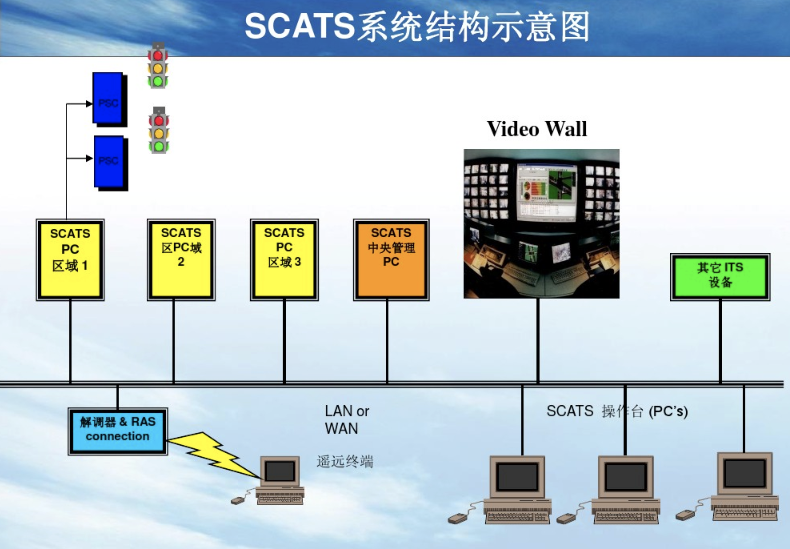 SCATS系统结构示意图
PSC
PSC
Video Wall
SCATS
PC
区域 1
SCATS
区PC域
2
SCATS
PC
区域 3
SCATS
中央管理
PC
其它 ITS
设备
解调器 & RAS
connection
LAN or
WAN
遥远终端
SCATS 操作台 (PC's)